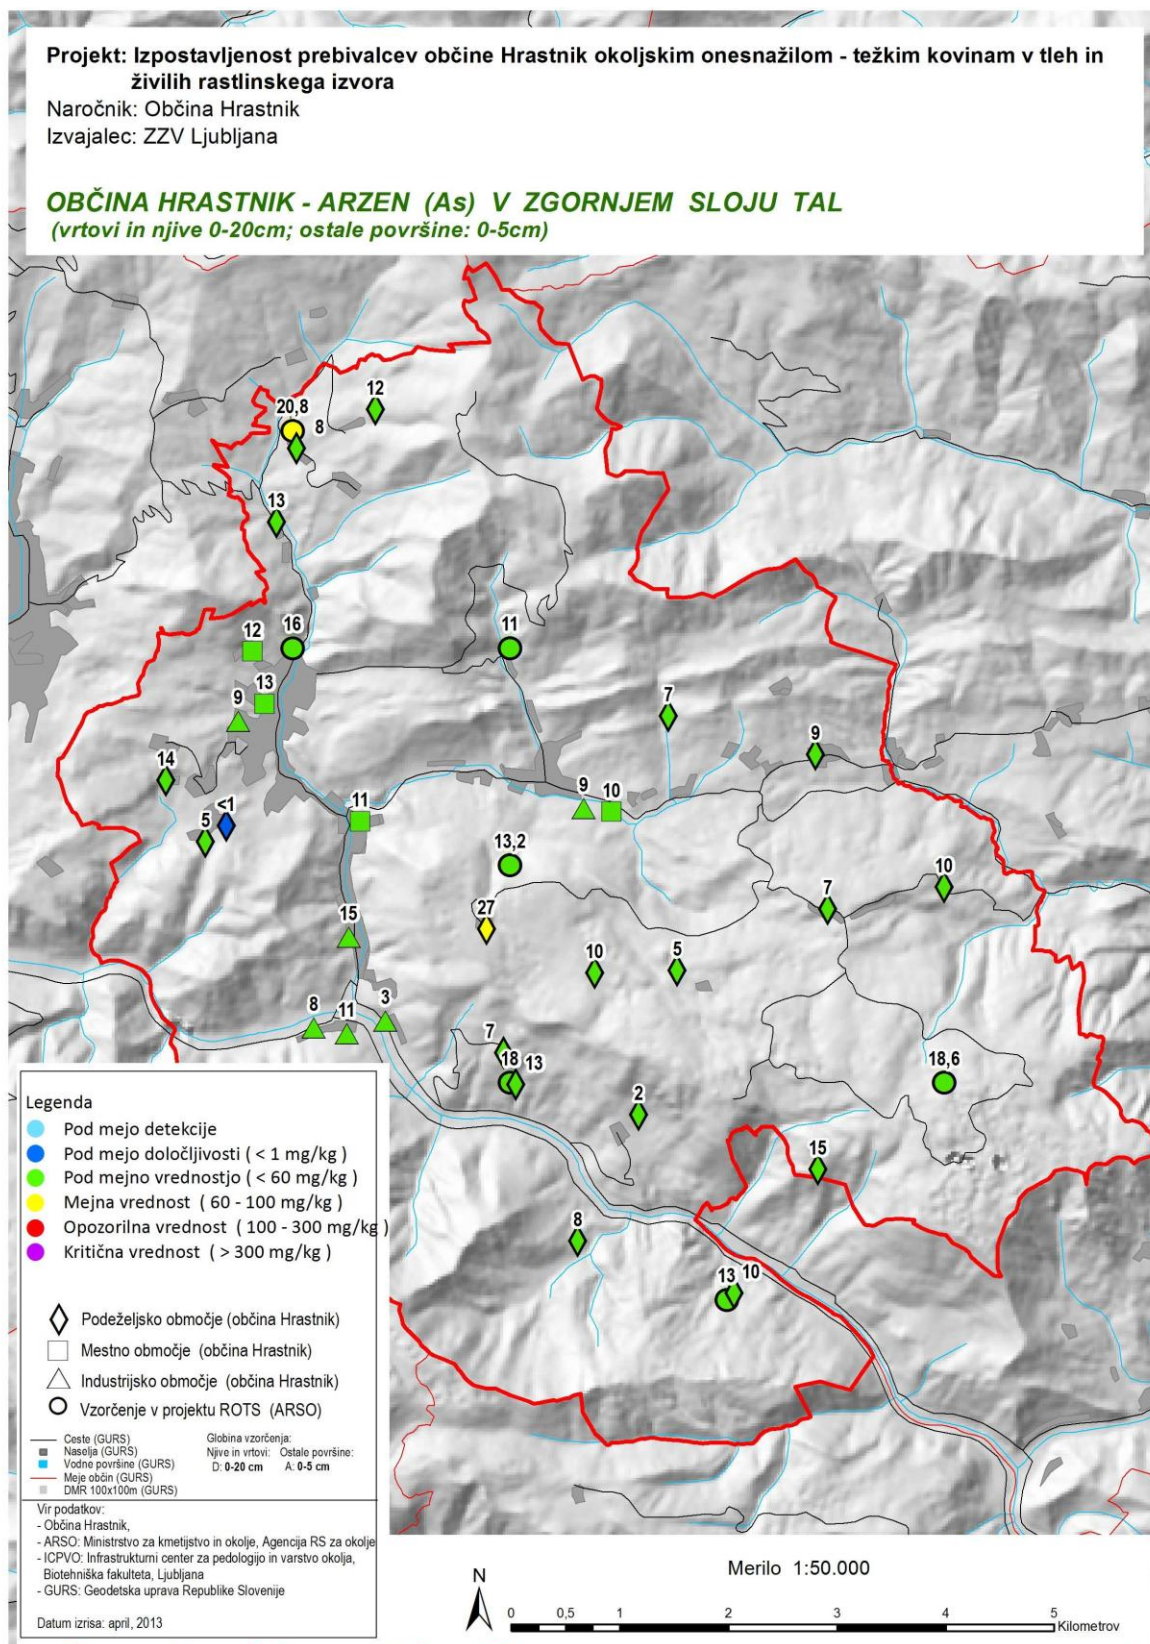 Projekt: Izpostavljenost prebivalcev občine Hrastnik okoljskim onesnažilom - težkim kovinam v tleh in
živilih rastlinskega izvora
Naročnik: Občina Hrastnik
Izvajalec: ZZV Ljubljana
OBČINA HRASTNIK - ARZEN (As) V ZGORNJEM SLOJU TAL
(vrtovi in njive 0-20cm; ostale površine: 0-5cm)
12
20,8
8
13
12
16
11
13
9
7
9
14
<1
5
11
9
10
13,2
10
7
27
15
10
5
8
11
3
7
18
13
18,6
2
15
8
13
10
Legenda
Pod mejo detekcije
Pod mejo določljivosti ( < 1 mg/kg )
Pod mejno vrednostjo ( < 60 mg/kg )
Mejna vrednost ( 60 - 100 mg/kg )
Opozorilna vrednost ( 100 - 300 mg/kg )
Kritična vrednost ( > 300 mg/kg )
Podeželjsko območje (občina Hrastnik)
Mestno območje (občina Hrastnik)
Industrijsko območje (občina Hrastnik)
Vzorčenje v projektu ROTS (ARSO)
Ceste (GURS)
Naselja (GURS)
Vodne površine (GURS)
Meje občin (GURS)
DMR 100x100m (GURS)
Globina vzorčenja:
Njive in vrtovi: Ostale površine:
D: 0-20 cm A: 0-5 cm
Vir podatkov:
- Občina Hrastnik,
- ARSO: Ministrstvo za kmetijstvo in okolje, Agencija RS za okolje
- ICPVO: Infrastrukturni center za pedologijo in varstvo okolja,
Biotehniška fakulteta, Ljubljana
- GURS: Geodetska uprava Republike Slovenije
Datum izrisa: april, 2013
Merilo 1:50.000
N
0 0,5 1 2 3 4 5
Kilometrov